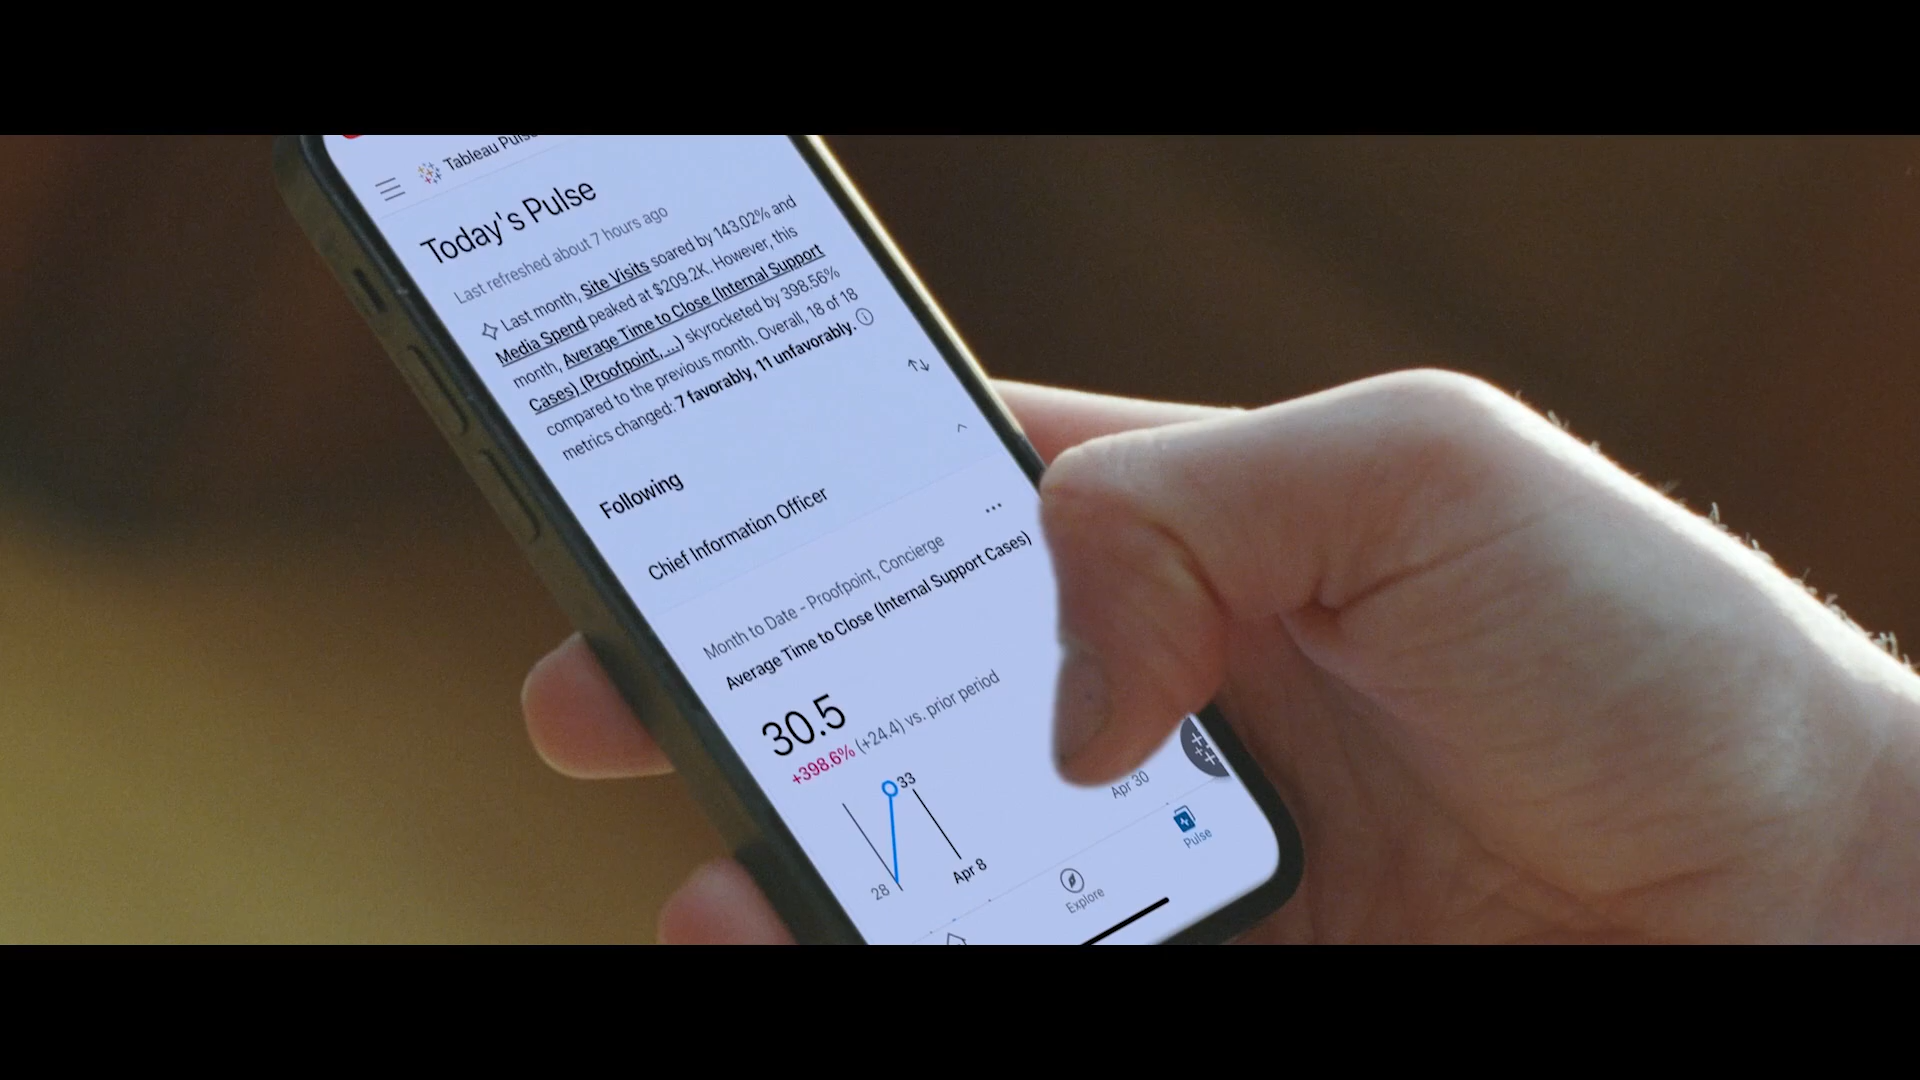 Tableau Pulse
Today's Pulse
Last refreshed about 7 hours ago
Last month, Site Visits soared by 143.02% and
Media Spend peaked at $209.2K. However, this
month, Average Time to Close (Internal Support
Cases) (Proofpoint, ...) skyrocketed by 398.56%
compared to the previous month. Overall, 18 of 18
metrics changed: 7 favorably, 11 unfavorably.
Following
Chief Information Officer
Month to Date - Proofpoint, Concierge
Average Time to Close (Internal Support Cases)
30.5
+398.6% (+24.4) vs. prior period
33
28
Apr 8
Apr 30
Explore
Pulse